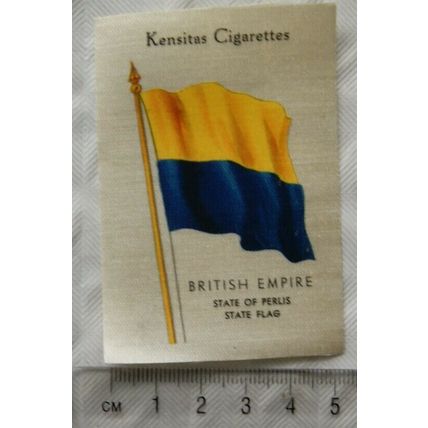 Kensitas Cigarettes
BRITISH EMPIRE
STATE OF PERLIS
STATE FLAG
CM 1 2 3 4 5